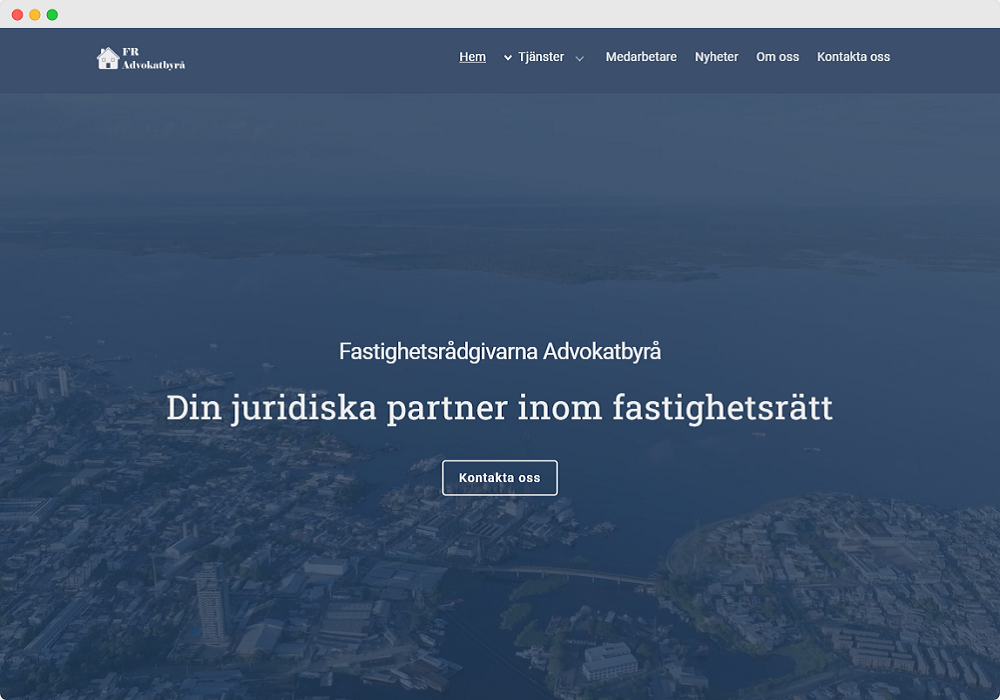 FR
Advokatbyrå
Hem Tjänster Medarbetare Nyheter Om oss Kontakta oss
Fastighetsrådgivarna Advokatbyrå
Din juridiska partner inom fastighetsrätt
Kontakta oss